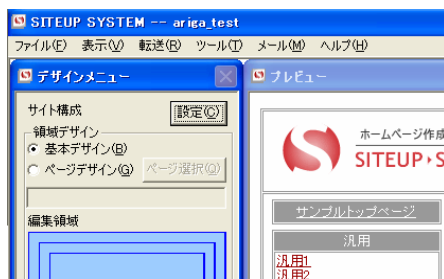 SITEUP SYSTEM -- ariga_test
ファイル(F) 表示(V) 転送(R) ツール(T) メール(M) ヘルプ(H)
デザインメニュー
サイト構成 設定(C)
領域デザイン
基本デザイン(B)
ページデザイン(G) ページ選択(Q)
編集領域
プレビュー
ホームページ作成
SITEUP
サンプルトップページ
汎用
汎用1
汎用2